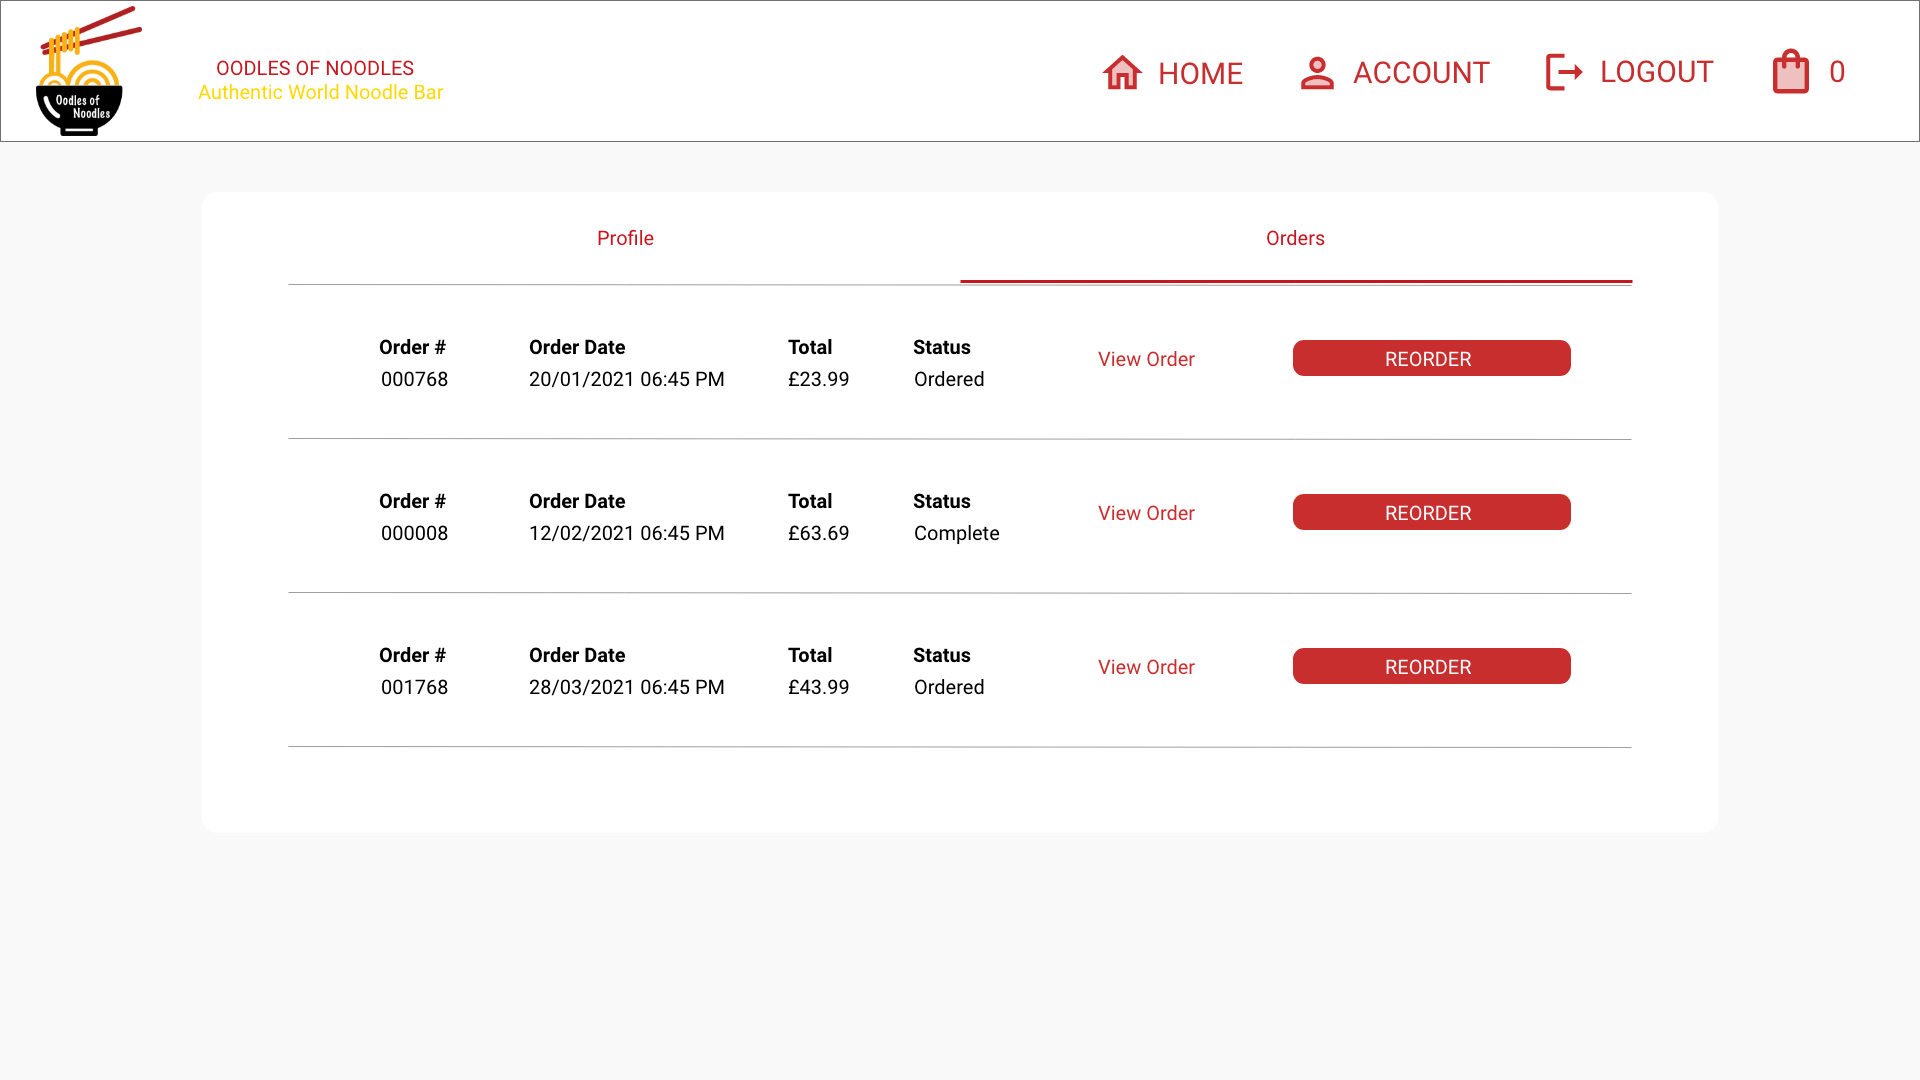 Oodles of
Noodles
OODLES OF NOODLES
Authentic World Noodle Bar
HOME
ACCOUNT
LOGOUT
0
Profile
Orders
Order # Order Date Total Status
000768 20/01/2021 06:45 PM £23.99 Ordered
View Order
REORDER
Order # Order Date Total Status
000008 12/02/2021 06:45 PM £63.69 Complete
View Order
REORDER
Order # Order Date Total Status
001768 28/03/2021 06:45 PM £43.99 Ordered
View Order
REORDER